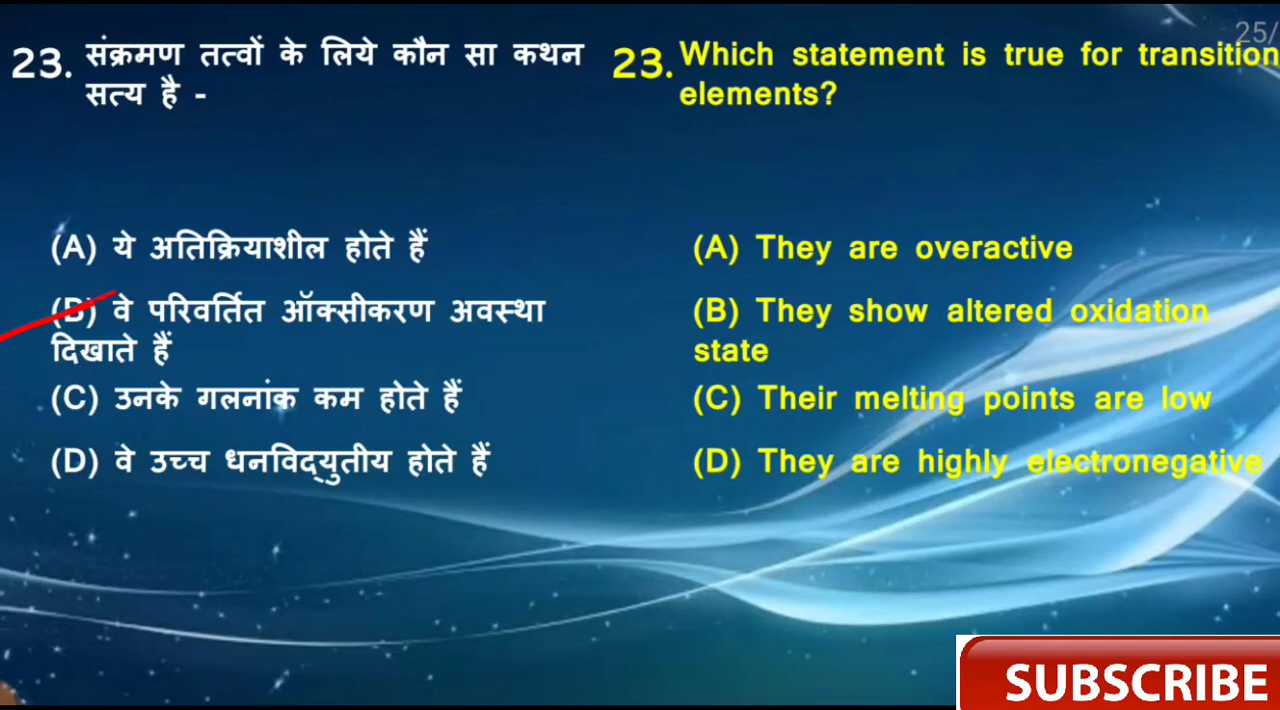 25/
23. संक्रमण तत्वों के लिये कौन सा कथन
सत्य है -
23. Which statement is true for transition
elements?
(A) ये अतिक्रियाशील होते हैं
(B) वे परिवर्तित ऑक्सीकरण अवस्था
दिखाते हैं
(C) उनके गलनांक कम होते हैं
(D) वे उच्च धनविद्युतीय होते हैं
(A) They are overactive
(B) They show altered oxidation
state
(C) Their melting points are low
(D) They are highly electronegative
SUBSCRIBE